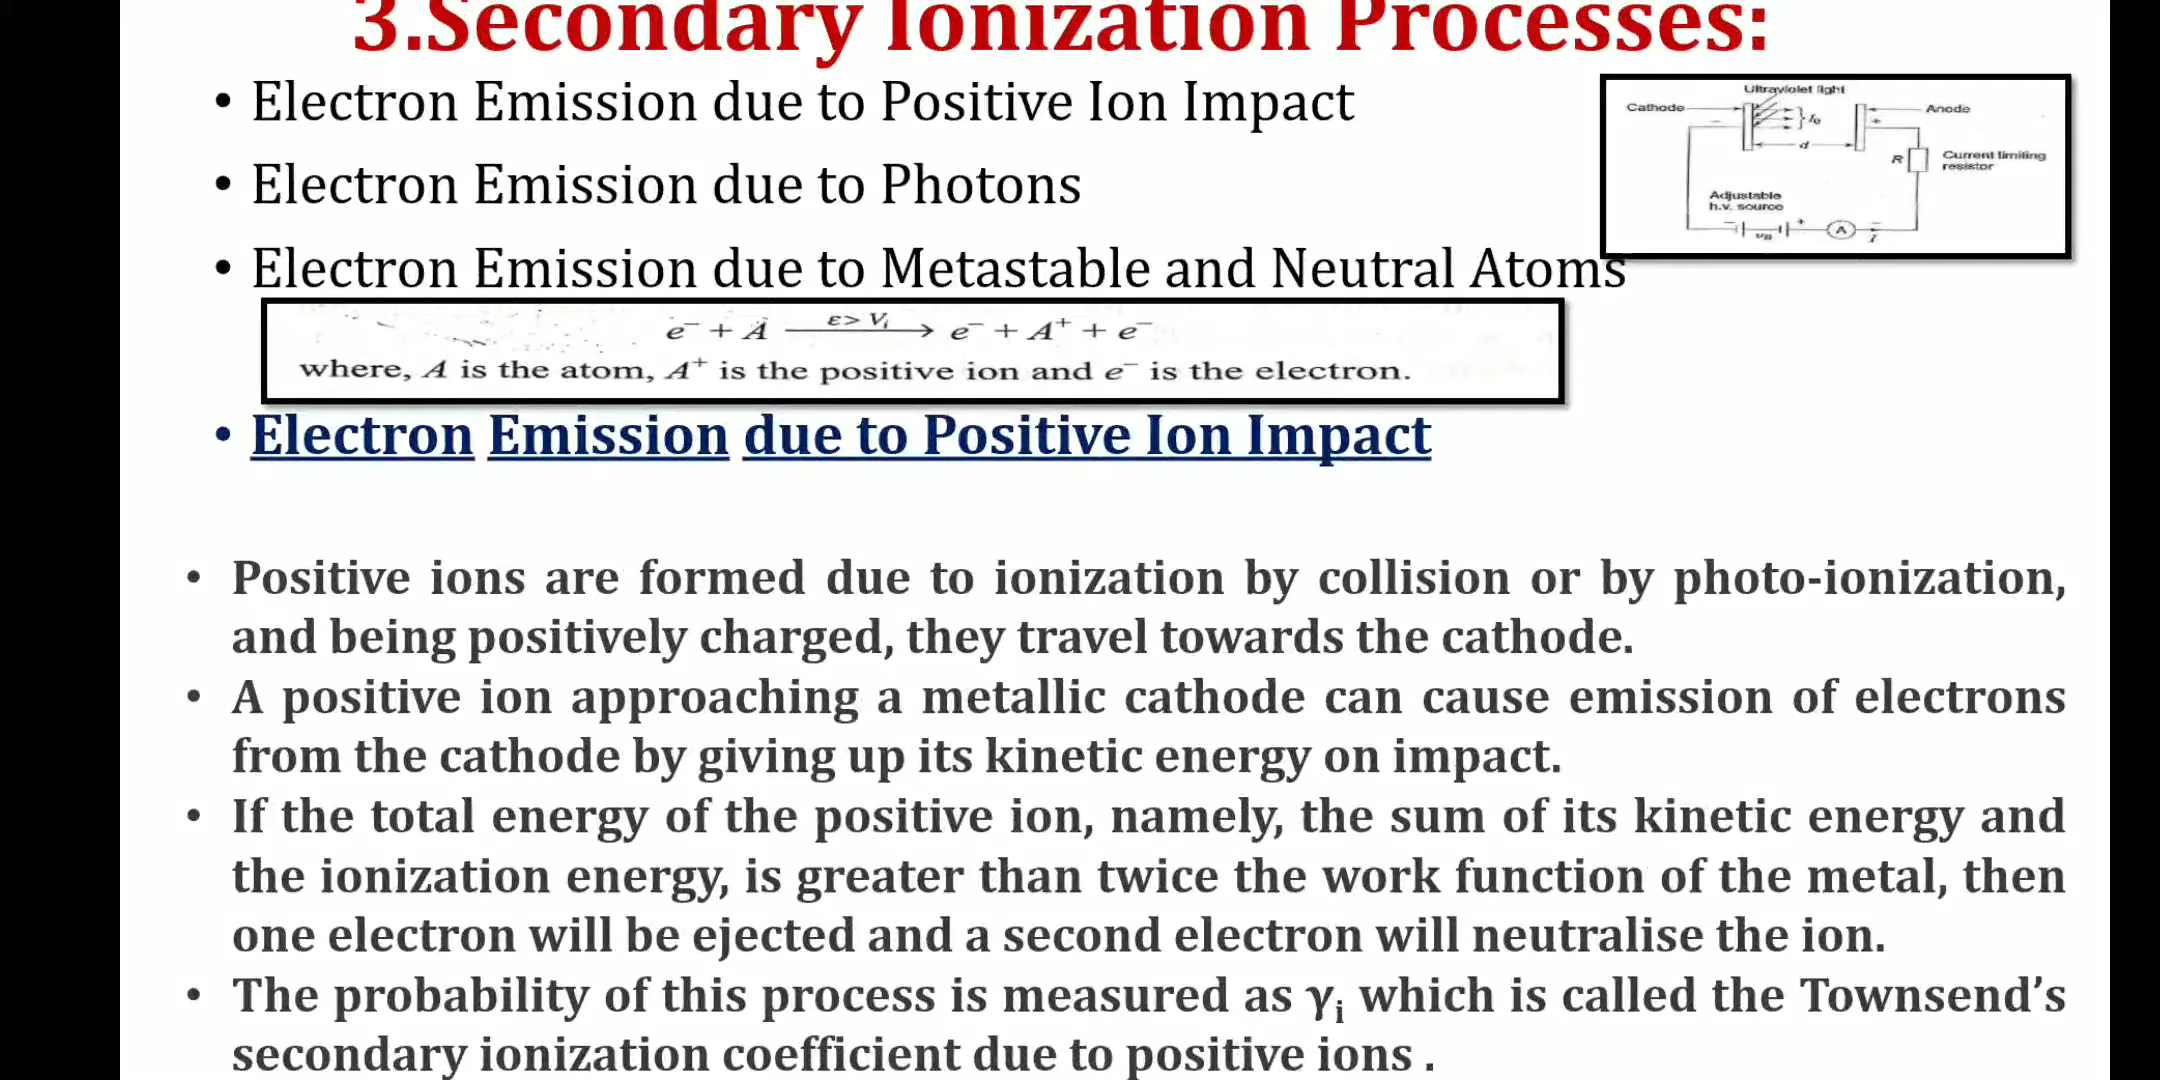 3.Secondary Ionization Processes:
• Electron Emission due to Positive Ion Impact
• Electron Emission due to Photons
• Electron Emission due to Metastable and Neutral Atoms
Ultraviolet light
Cathode
Anode
− I₀ +
d
R Current limiting
resistor
Adjustable
h.v. source
− + A −
I
e⁻ + A ε> Vᵢ → e⁻ + A⁺ + e⁻
where, A is the atom, A⁺ is the positive ion and e⁻ is the electron.
• Electron Emission due to Positive Ion Impact
• Positive ions are formed due to ionization by collision or by photo-ionization,
and being positively charged, they travel towards the cathode.
• A positive ion approaching a metallic cathode can cause emission of electrons
from the cathode by giving up its kinetic energy on impact.
• If the total energy of the positive ion, namely, the sum of its kinetic energy and
the ionization energy, is greater than twice the work function of the metal, then
one electron will be ejected and a second electron will neutralise the ion.
• The probability of this process is measured as γᵢ which is called the Townsend’s
secondary ionization coefficient due to positive ions .